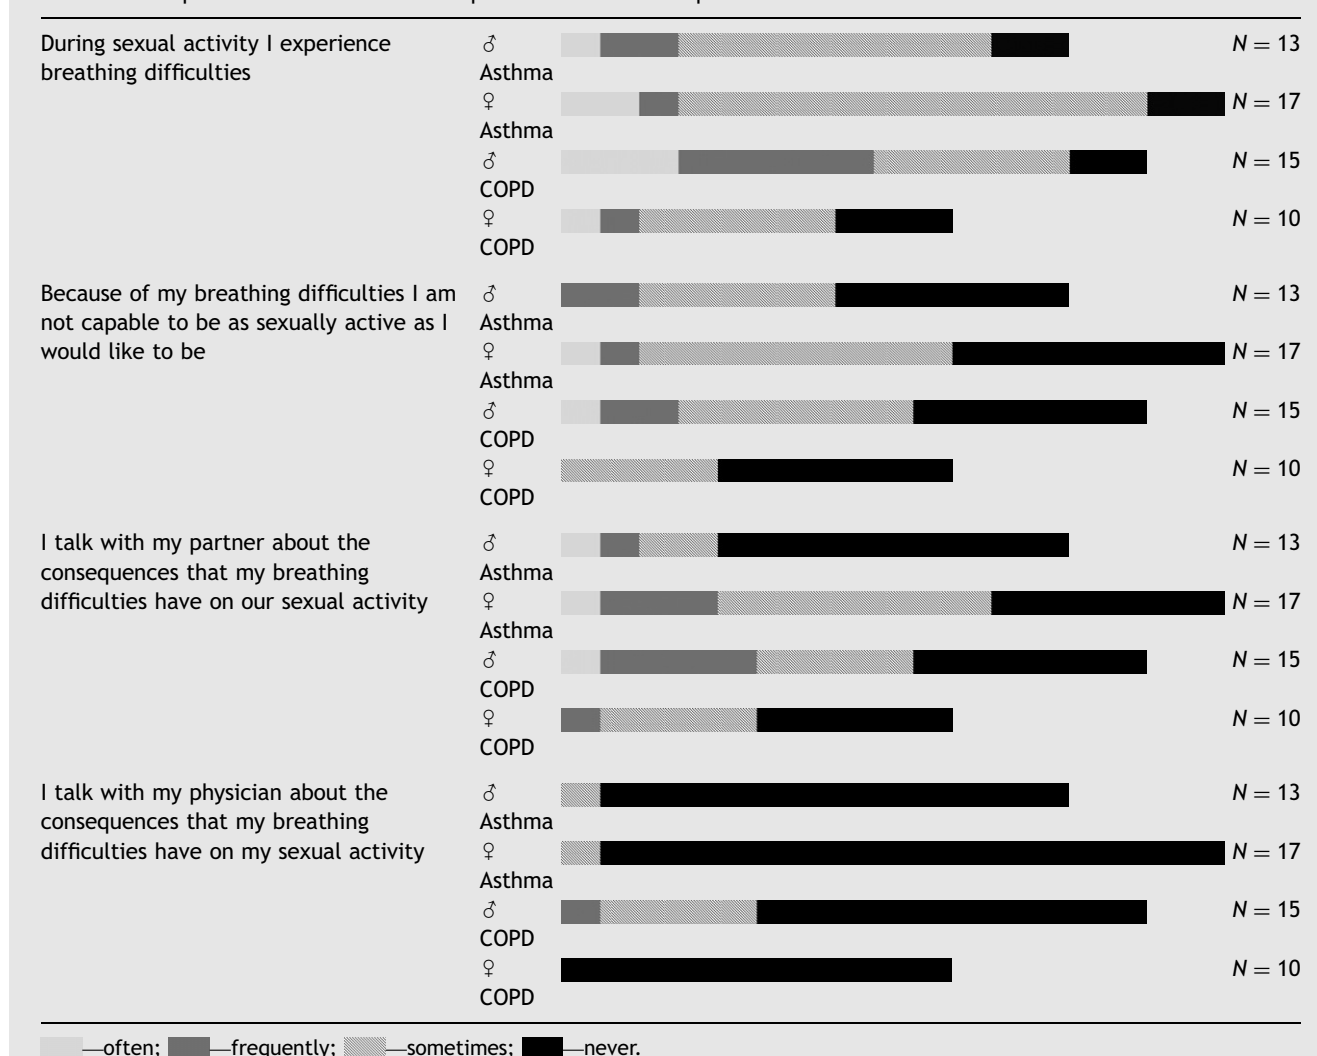 During sexual activity I experience ♂ N = 13
breathing difficulties Asthma
♀ N = 17
Asthma
♂ N = 15
COPD
♀ N = 10
COPD
Because of my breathing difficulties I am ♂ N = 13
not capable to be as sexually active as I Asthma
would like to be ♀ N = 17
Asthma
♂ N = 15
COPD
♀ N = 10
COPD
I talk with my partner about the ♂ N = 13
consequences that my breathing Asthma
difficulties have on our sexual activity ♀ N = 17
Asthma
♂ N = 15
COPD
♀ N = 10
COPD
I talk with my physician about the ♂ N = 13
consequences that my breathing Asthma
difficulties have on my sexual activity ♀ N = 17
Asthma
♂ N = 15
COPD
♀ N = 10
COPD
—often; —frequently; —sometimes; —never.